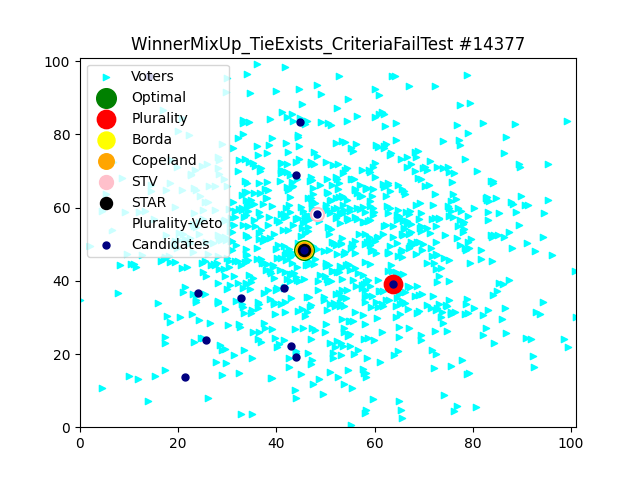 WinnerMixUp_TieExists_CriteriaFailTest #14377
100
80
60
40
20
0
0
20
40
60
80
100
Voters
Optimal
Plurality
Borda
Copeland
STV
STAR
Plurality-Veto
Candidates